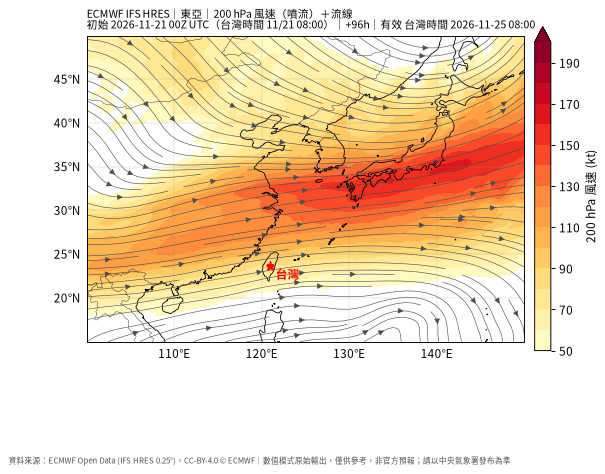 ECMWF IFS HRES｜東亞｜200 hPa 風速（噴流）＋流線
初始 2026-11-21 00Z UTC（台灣時間 11/21 08:00）｜+96h｜有效 台灣時間 2026-11-25 08:00
45°N
40°N
35°N
30°N
25°N
20°N
110°E
120°E
130°E
140°E
台灣
190
170
150
130
110
90
70
50
200 hPa 風速 (kt)
資料來源：ECMWF Open Data (IFS HRES 0.25°)，CC-BY-4.0 © ECMWF｜數值模式原始輸出，僅供參考，非官方預報；請以中央氣象署發布為準